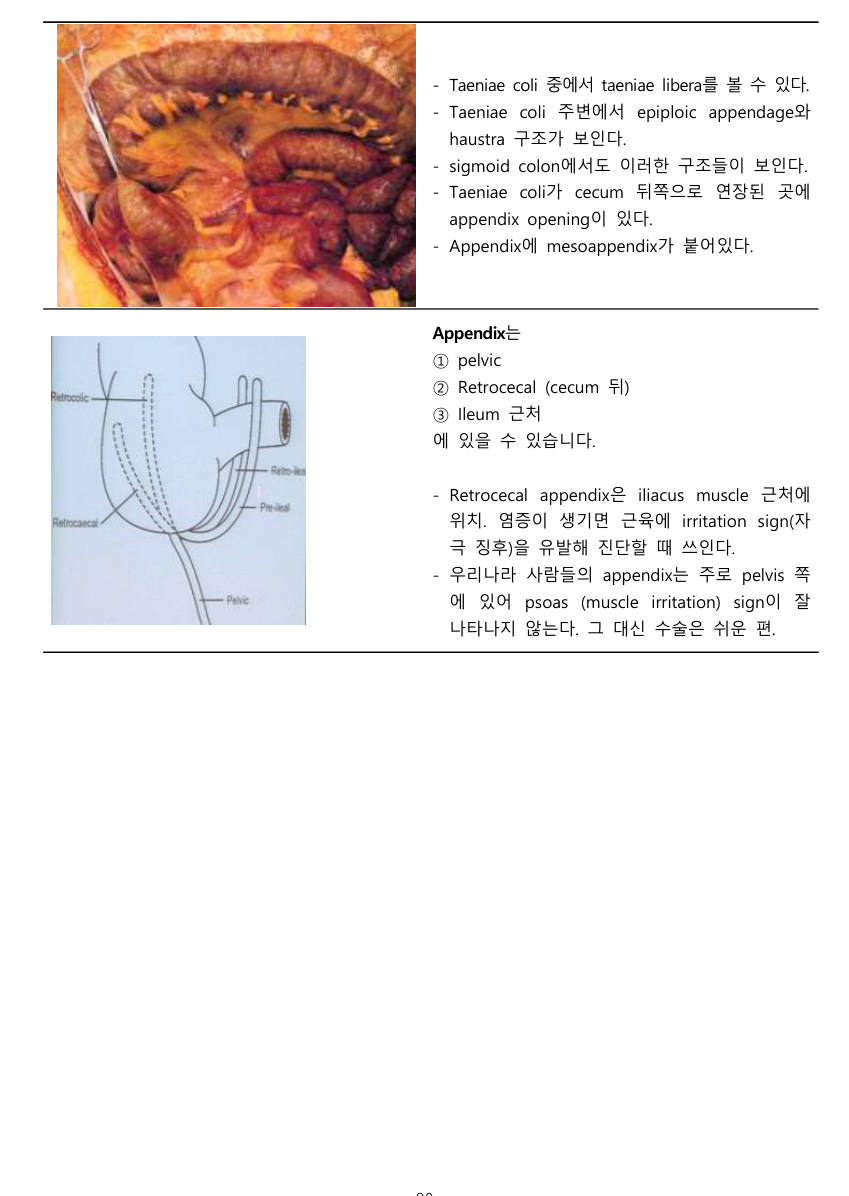 - Taeniae coli 중에서 taeniae libera를 볼 수 있다.
- Taeniae coli 주변에서 epiploic appendage와
haustra 구조가 보인다.
- sigmoid colon에서도 이러한 구조들이 보인다.
- Taeniae coli가 cecum 뒤쪽으로 연장된 곳에
appendix opening이 있다.
- Appendix에 mesoappendix가 붙어있다.
Retrocolic
Retro-ilea
Pre-ileal
Retrocaecal
Pelvic
Appendix는
① pelvic
② Retrocecal (cecum 뒤)
③ Ileum 근처
에 있을 수 있습니다.
- Retrocecal appendix은 iliacus muscle 근처에
위치. 염증이 생기면 근육에 irritation sign(자
극 징후)을 유발해 진단할 때 쓰인다.
- 우리나라 사람들의 appendix는 주로 pelvis 쪽
에 있어 psoas (muscle irritation) sign이 잘
나타나지 않는다. 그 대신 수술은 쉬운 편.